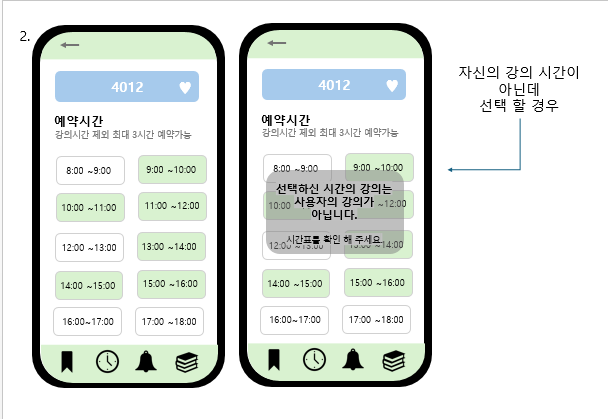 2.
4012
예약시간
강의시간 제외 최대 3시간 예약가능
8:00 ~9:00
9:00 ~10:00
10:00 ~11:00
11:00 ~12:00
12:00 ~13:00
13:00 ~14:00
14:00 ~15:00
15:00 ~16:00
16:00~17:00
17:00 ~18:00
4012
예약시간
강의시간 제외 최대 3시간 예약가능
8:00 ~9:00
9:00 ~10:00
선택하신 시간의 강의는
사용자의 강의가
아닙니다.
시간표를 확인 해 주세요
10:00
~12:00
12:00 ~13:00
~14:00
14:00 ~15:00
15:00 ~16:00
16:00~17:00
17:00 ~18:00
자신의 강의 시간이
아닌데
선택 할 경우